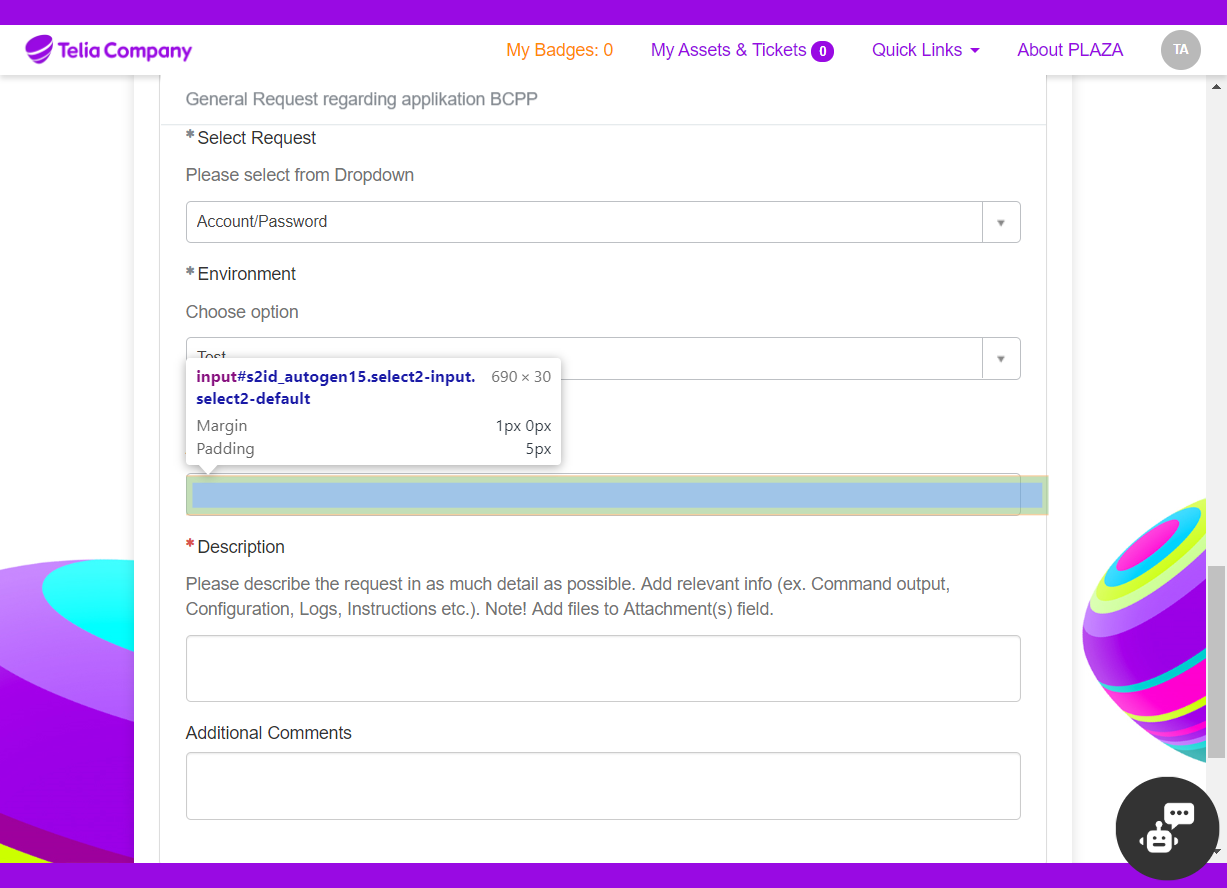 Telia Company
My Badges: 0
My Assets & Tickets 0
Quick Links
About PLAZA
TA
General Request regarding applikation BCPP
* Select Request
Please select from Dropdown
Account/Password
* Environment
Choose option
Test
input#s2id_autogen15.select2-input. 690 × 30
select2-default
Margin 1px 0px
Padding 5px
* Description
Please describe the request in as much detail as possible. Add relevant info (ex. Command output,
Configuration, Logs, Instructions etc.). Note! Add files to Attachment(s) field.
Additional Comments